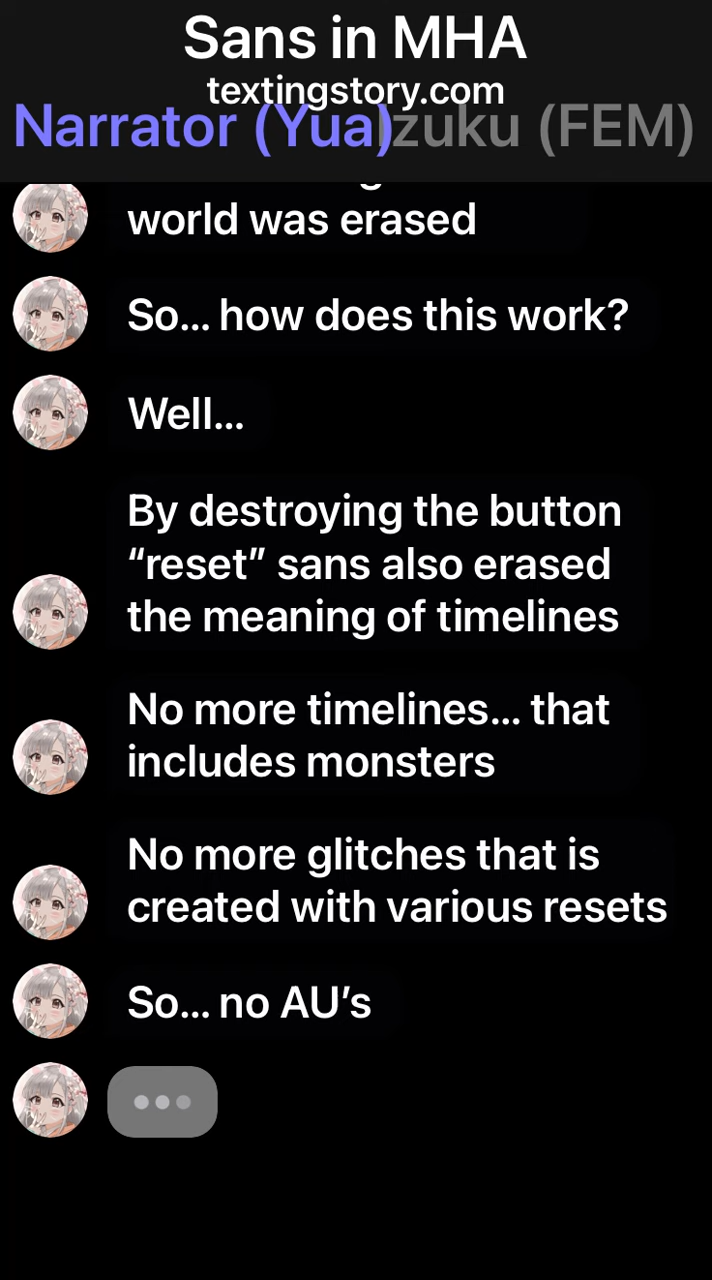 Sans in MHA
textingstory.com
Narrator (Yua)zuku (FEM)
world was erased
So... how does this work?
Well...
By destroying the button
“reset” sans also erased
the meaning of timelines
No more timelines... that
includes monsters
No more glitches that is
created with various resets
So... no AU’s